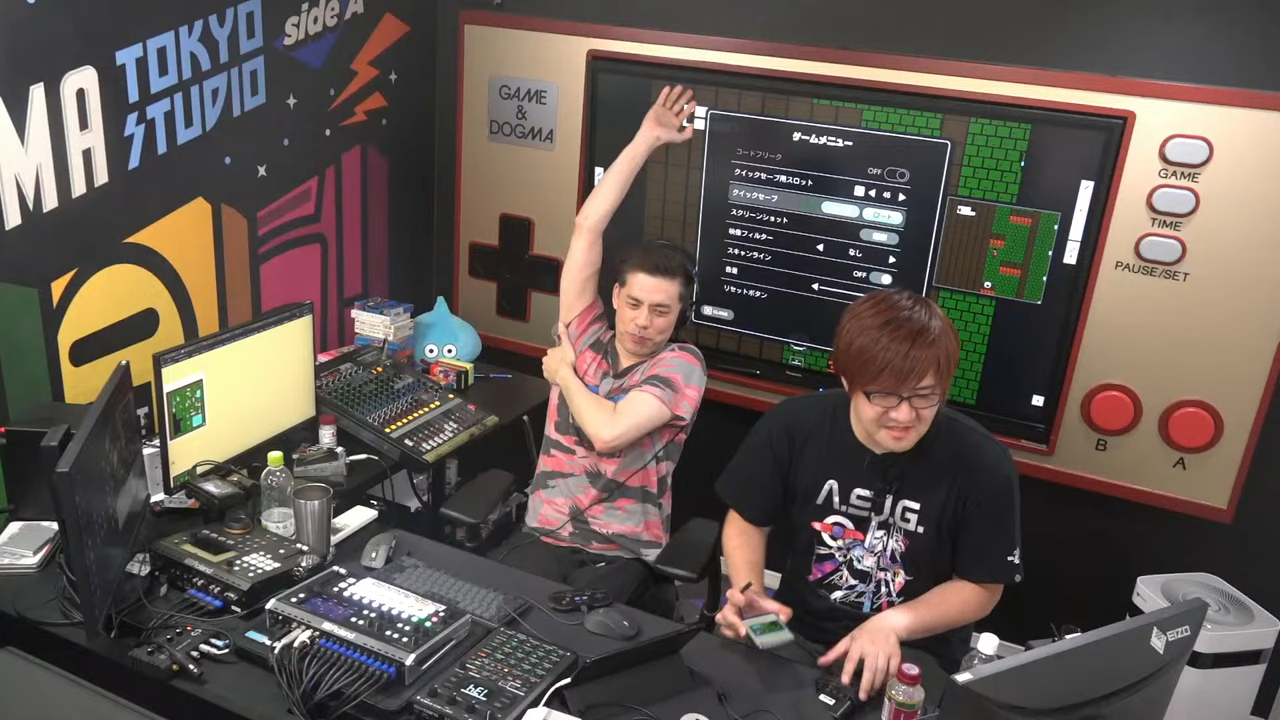 MA
TOKYO
STUDIO
side A
GAME
&
DOGMA
ゲームメニュー
コードフリーク
OFF
クイックセーブ用スロット
46
クイックセーブ
ロード
スクリーンショット
映像フィルター
なし
スキャンライン
OFF
音量
リセットボタン
GAME
TIME
PAUSE/SET
B
A
A.S.U.G.
EIZO
Roland